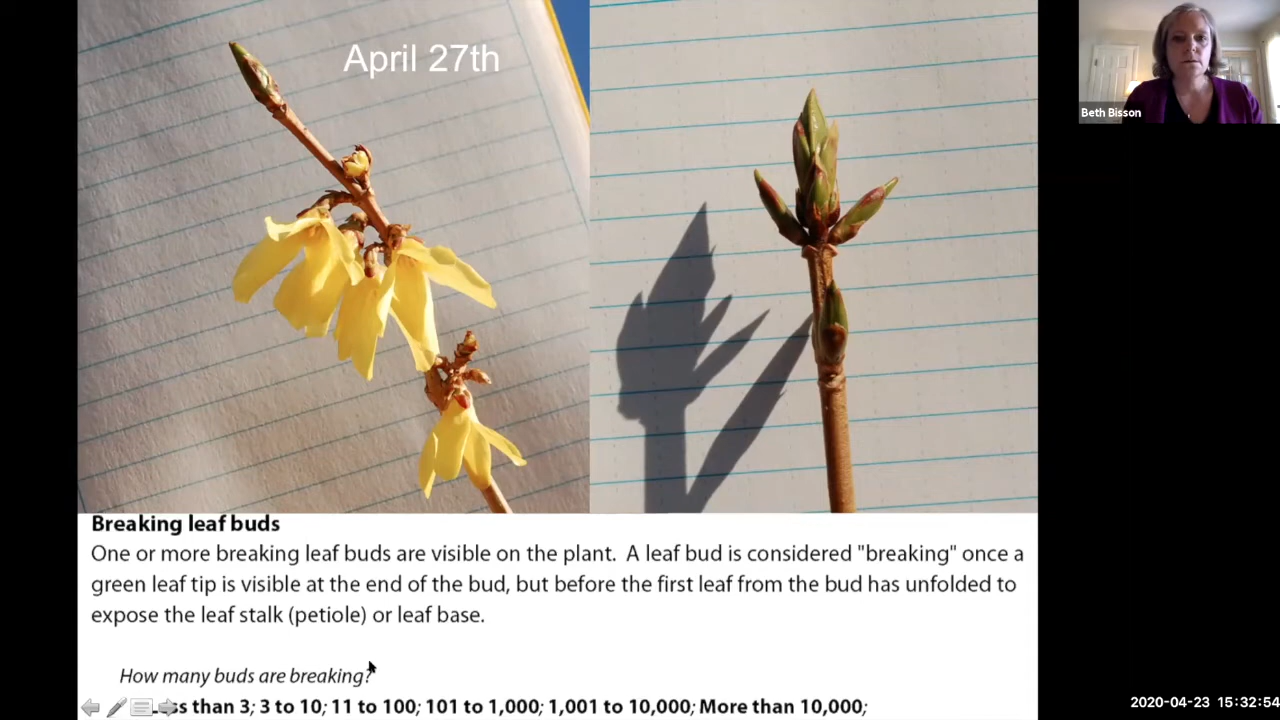 April 27th
Beth Bisson
Breaking leaf buds
One or more breaking leaf buds are visible on the plant. A leaf bud is considered "breaking" once a
green leaf tip is visible at the end of the bud, but before the first leaf from the bud has unfolded to
expose the leaf stalk (petiole) or leaf base.
How many buds are breaking?
than 3; 3 to 10; 11 to 100; 101 to 1,000; 1,001 to 10,000; More than 10,000;
2020-04-23 15:32:54